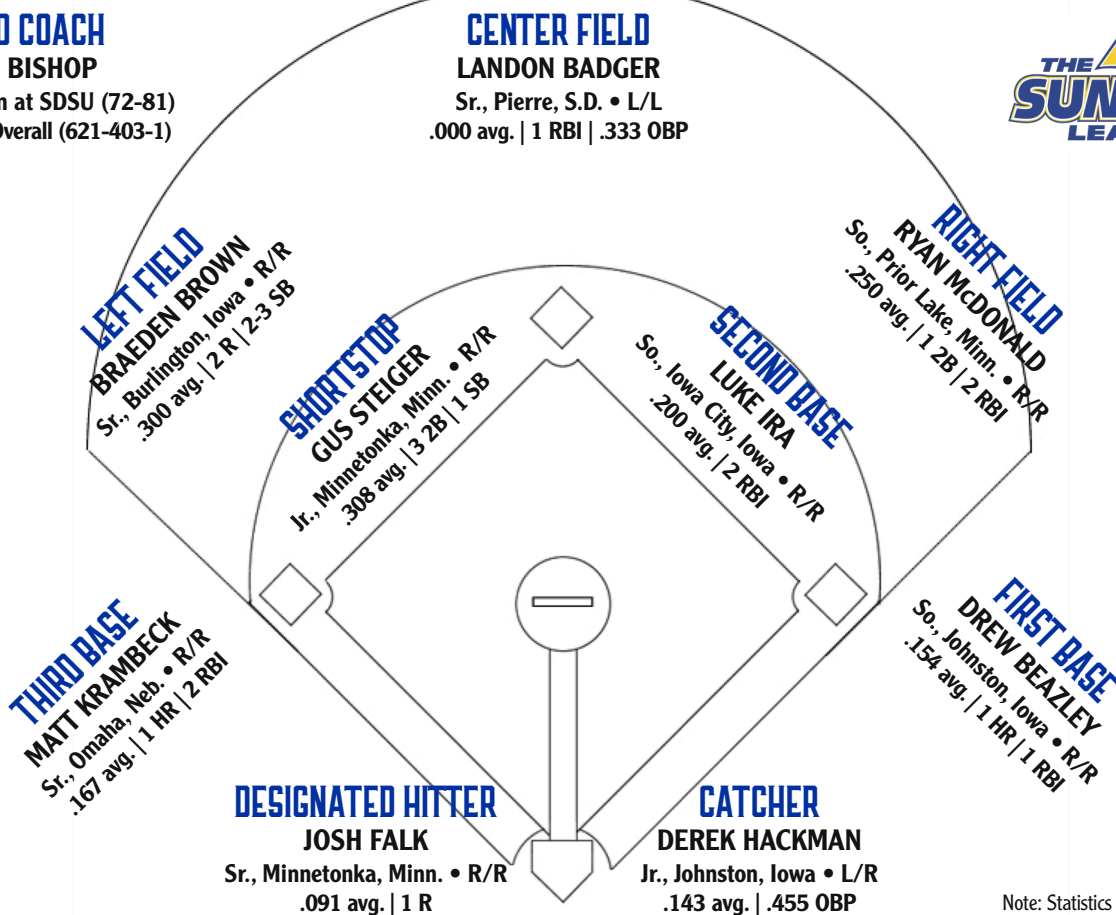 COACH
BISHOP
at SDSU (72-81)
Overall (621-403-1)
CENTER FIELD
LANDON BADGER
Sr., Pierre, S.D. • L/L
.000 avg. | 1 RBI | .333 OBP
THE
LEFT FIELD
BRAEDEN BROWN
Sr., Burlington, Iowa • R/R
.300 avg. | 2 R | 2-3 SB
SHORTSTOP
GUS STEIGER
Jr., Minnetonka, Minn. • R/R
.308 avg. | 3 2B | 1 SB
SECOND BASE
LUKE IRA
So., Iowa City, Iowa • R/R
.200 avg. | 2 RBI
RIGHT FIELD
RYAN McDONALD
So., Prior Lake, Minn. • R/R
.250 avg. | 1 2B | 2 RBI
THIRD BASE
MATT KRAMBECK
Sr., Omaha, Neb. • R/R
.167 avg. | 1 HR | 2 RBI
FIRST BASE
DREW BEAZLEY
So., Johnston, Iowa • R/R
.154 avg. | 1 HR | 1 RBI
DESIGNATED HITTER
JOSH FALK
Sr., Minnetonka, Minn. • R/R
.091 avg. | 1 R
CATCHER
DEREK HACKMAN
Jr., Johnston, Iowa • L/R
.143 avg. | .455 OBP
Note: Statistics